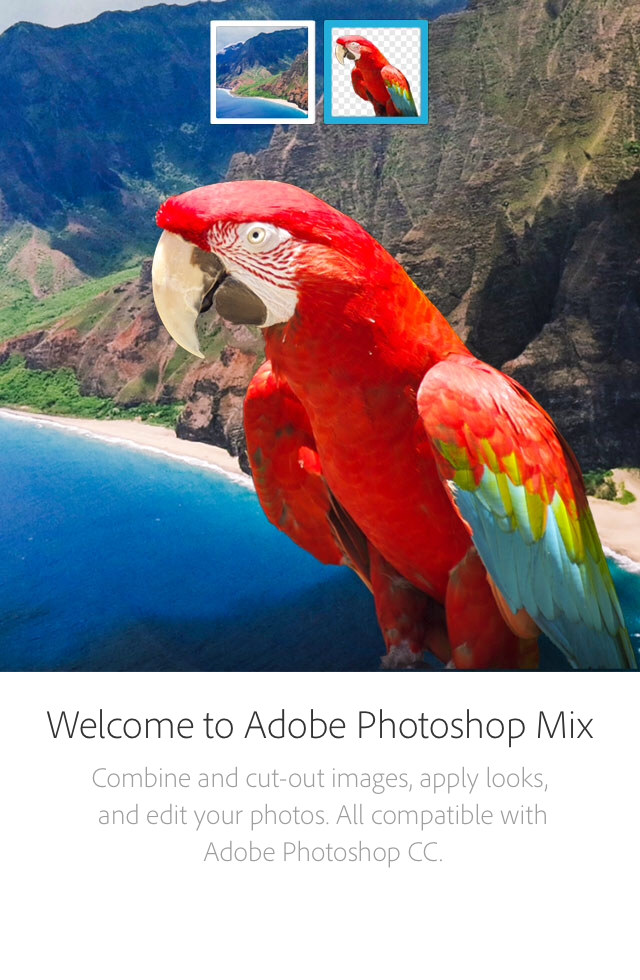 Welcome to Adobe Photoshop Mix
Combine and cut-out images, apply looks,
and edit your photos. All compatible with
Adobe Photoshop CC.